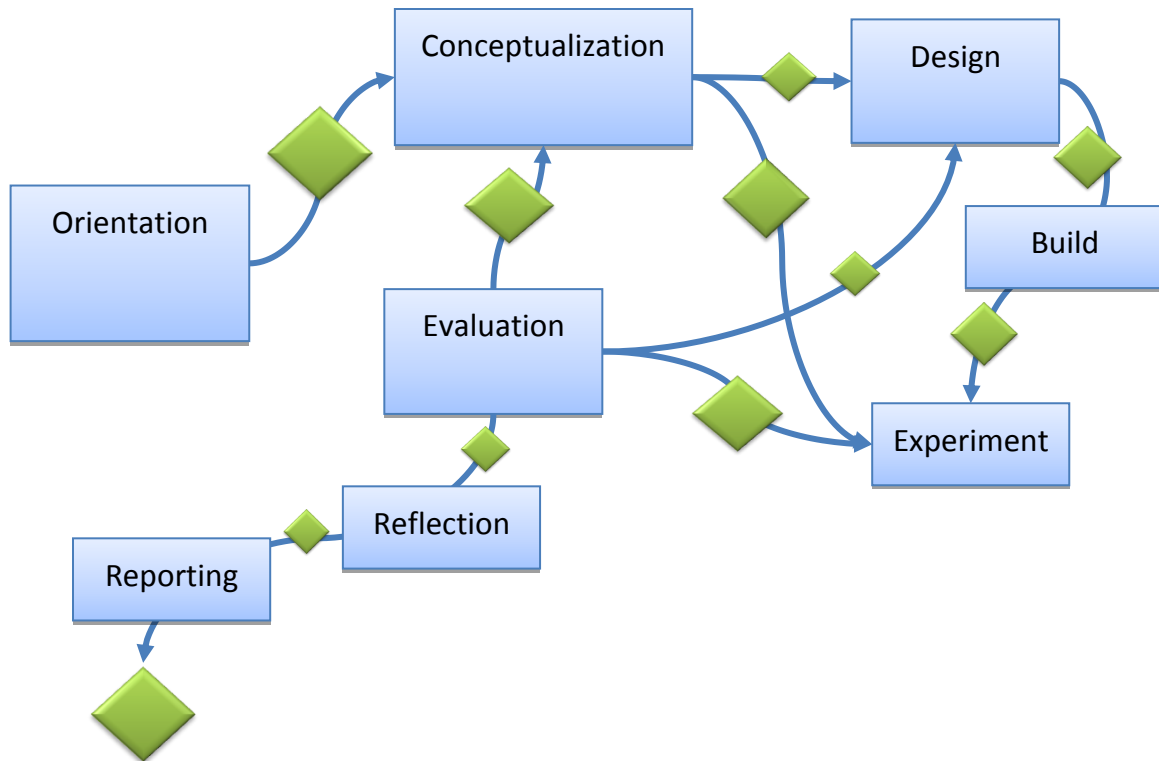 Conceptualization
Design
Orientation
Build
Evaluation
Experiment
Reflection
Reporting